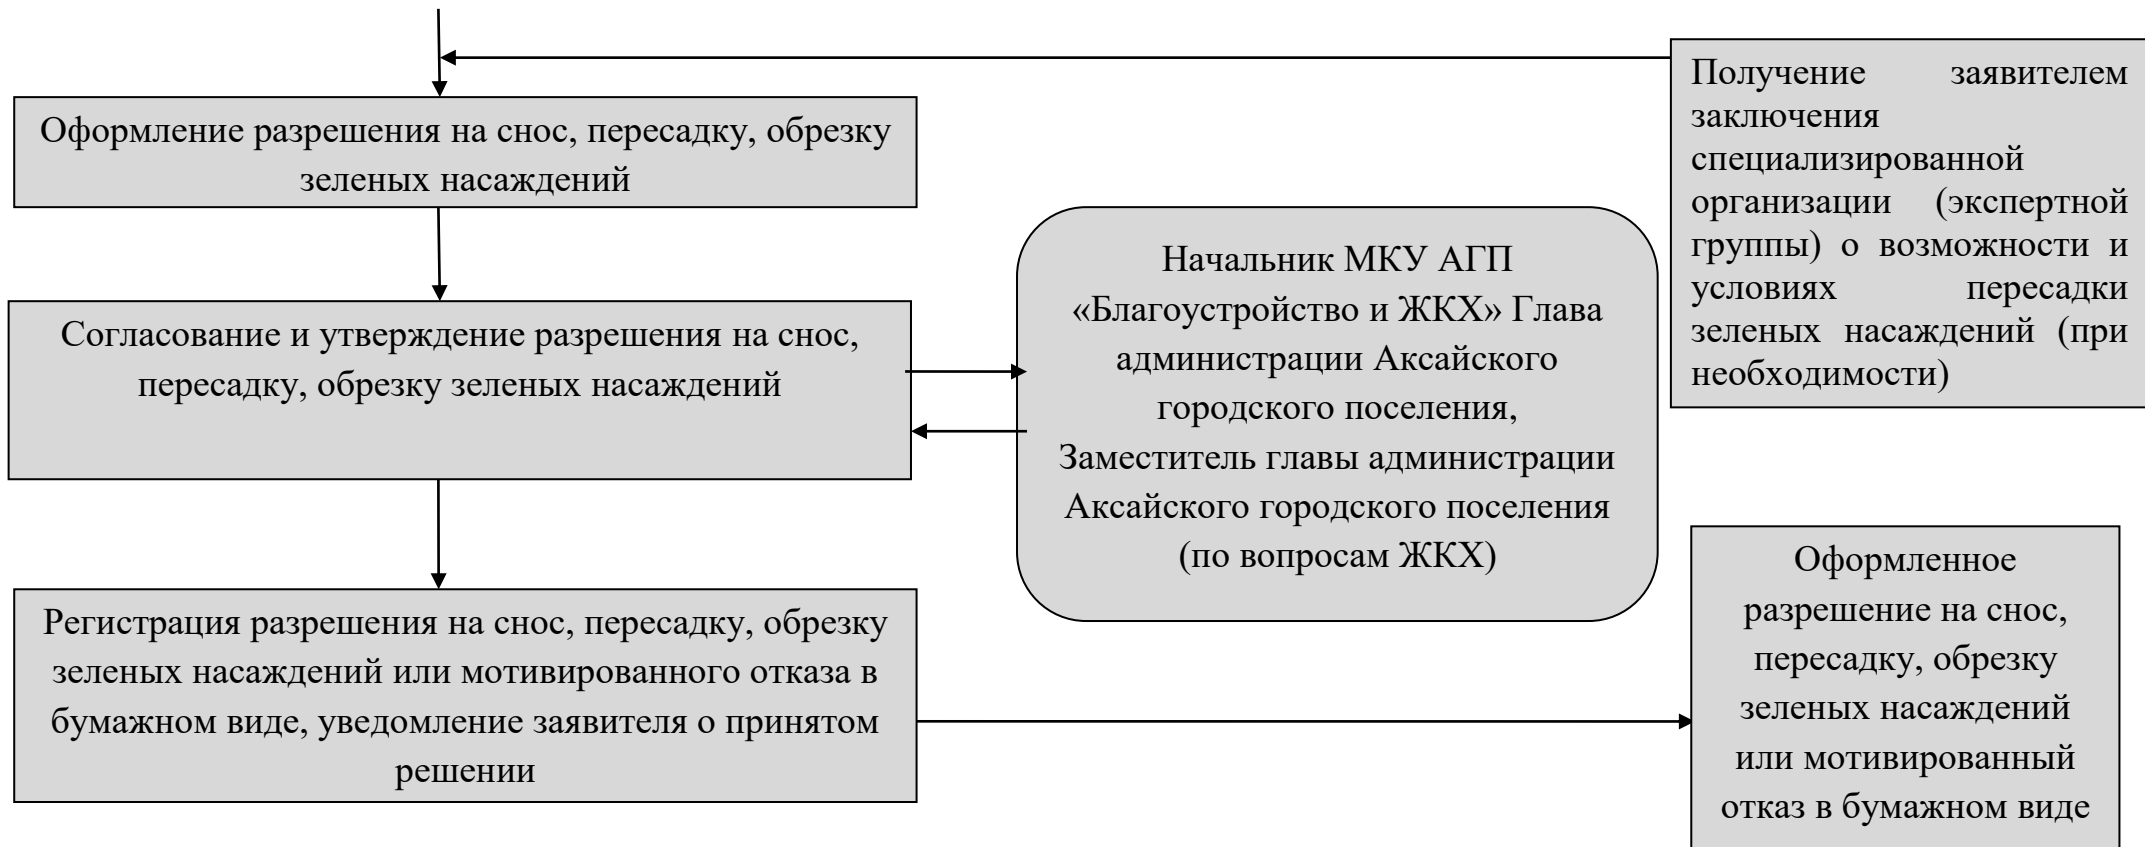 Получение заявителем
заключения
специализированной
организации (экспертной
группы) о возможности и
условиях пересадки
зеленых насаждений (при
необходимости)
Оформление разрешения на снос, пересадку, обрезку
зеленых насаждений
Согласование и утверждение разрешения на снос,
пересадку, обрезку зеленых насаждений
Начальник МКУ АГП
«Благоустройство и ЖКХ» Глава
администрации Аксайского
городского поселения,
Заместитель главы администрации
Аксайского городского поселения
(по вопросам ЖКХ)
Регистрация разрешения на снос, пересадку, обрезку
зеленых насаждений или мотивированного отказа в
бумажном виде, уведомление заявителя о принятом
решении
Оформленное
разрешение на снос,
пересадку, обрезку
зеленых насаждений
или мотивированный
отказ в бумажном виде